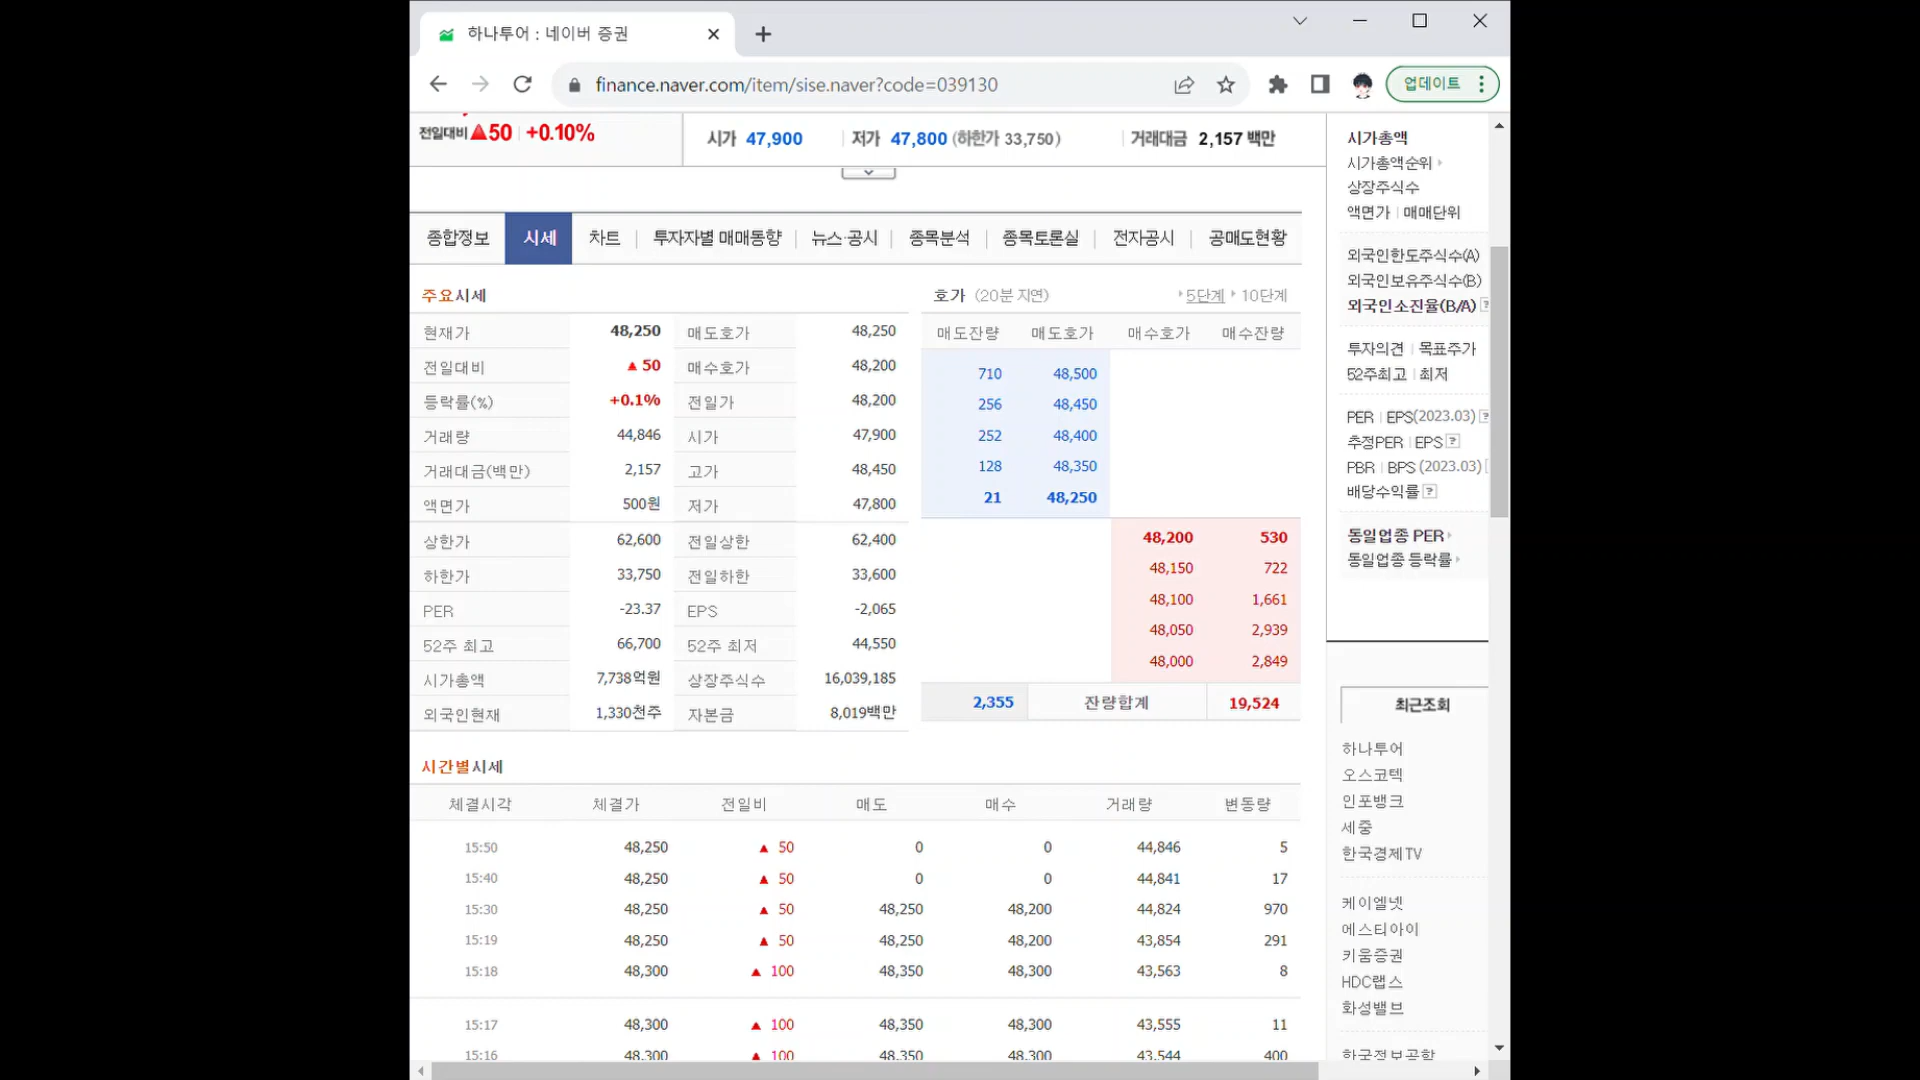 하나투어 : 네이버 증권
finance.naver.com/item/sise.naver?code=039130
업데이트
전일대비 ▲50 +0.10%
시가 47,900 저가 47,800 (하한가 33,750) 거래대금 2,157 백만
종합정보 시세 차트 투자자별 매매동향 뉴스·공시 종목분석 종목토론실 전자공시 공매도현황
주요시세
현재가 48,250 매도호가 48,250
전일대비 ▲ 50 매수호가 48,200
등락률(%) +0.1% 전일가 48,200
거래량 44,846 시가 47,900
거래대금(백만) 2,157 고가 48,450
액면가 500원 저가 47,800
상한가 62,600 전일상한 62,400
하한가 33,750 전일하한 33,600
PER -23.37 EPS -2,065
52주 최고 66,700 52주 최저 44,550
시가총액 7,738억원 상장주식수 16,039,185
외국인현재 1,330천주 자본금 8,019백만
호가 (20분 지연) 5단계 10단계
매도잔량 매도호가 매수호가 매수잔량
710 48,500
256 48,450
252 48,400
128 48,350
21 48,250
48,200 530
48,150 722
48,100 1,661
48,050 2,939
48,000 2,849
2,355 잔량합계 19,524
시간별시세
체결시각 체결가 전일비 매도 매수 거래량 변동량
15:50 48,250 ▲ 50 0 0 44,846 5
15:40 48,250 ▲ 50 0 0 44,841 17
15:30 48,250 ▲ 50 48,250 48,200 44,824 970
15:19 48,250 ▲ 50 48,250 48,200 43,854 291
15:18 48,300 ▲ 100 48,350 48,300 43,563 8
15:17 48,300 ▲ 100 48,350 48,300 43,555 11
15:16 48,300 ▲ 100 48,350 48,300 43,544 400
시가총액
시가총액순위
상장주식수
액면가 | 매매단위
외국인한도주식수(A)
외국인보유주식수(B)
외국인소진율(B/A) ?
투자의견 | 목표주가
52주최고 | 최저
PER | EPS(2023.03) ?
추정PER | EPS ?
PBR | BPS (2023.03)
배당수익률 ?
동일업종 PER
동일업종 등락률
최근조회
하나투어
오스코텍
인포뱅크
세중
한국경제TV
케이엘넷
에스티아이
키움증권
HDC랩스
화성밸브
한국정보공학